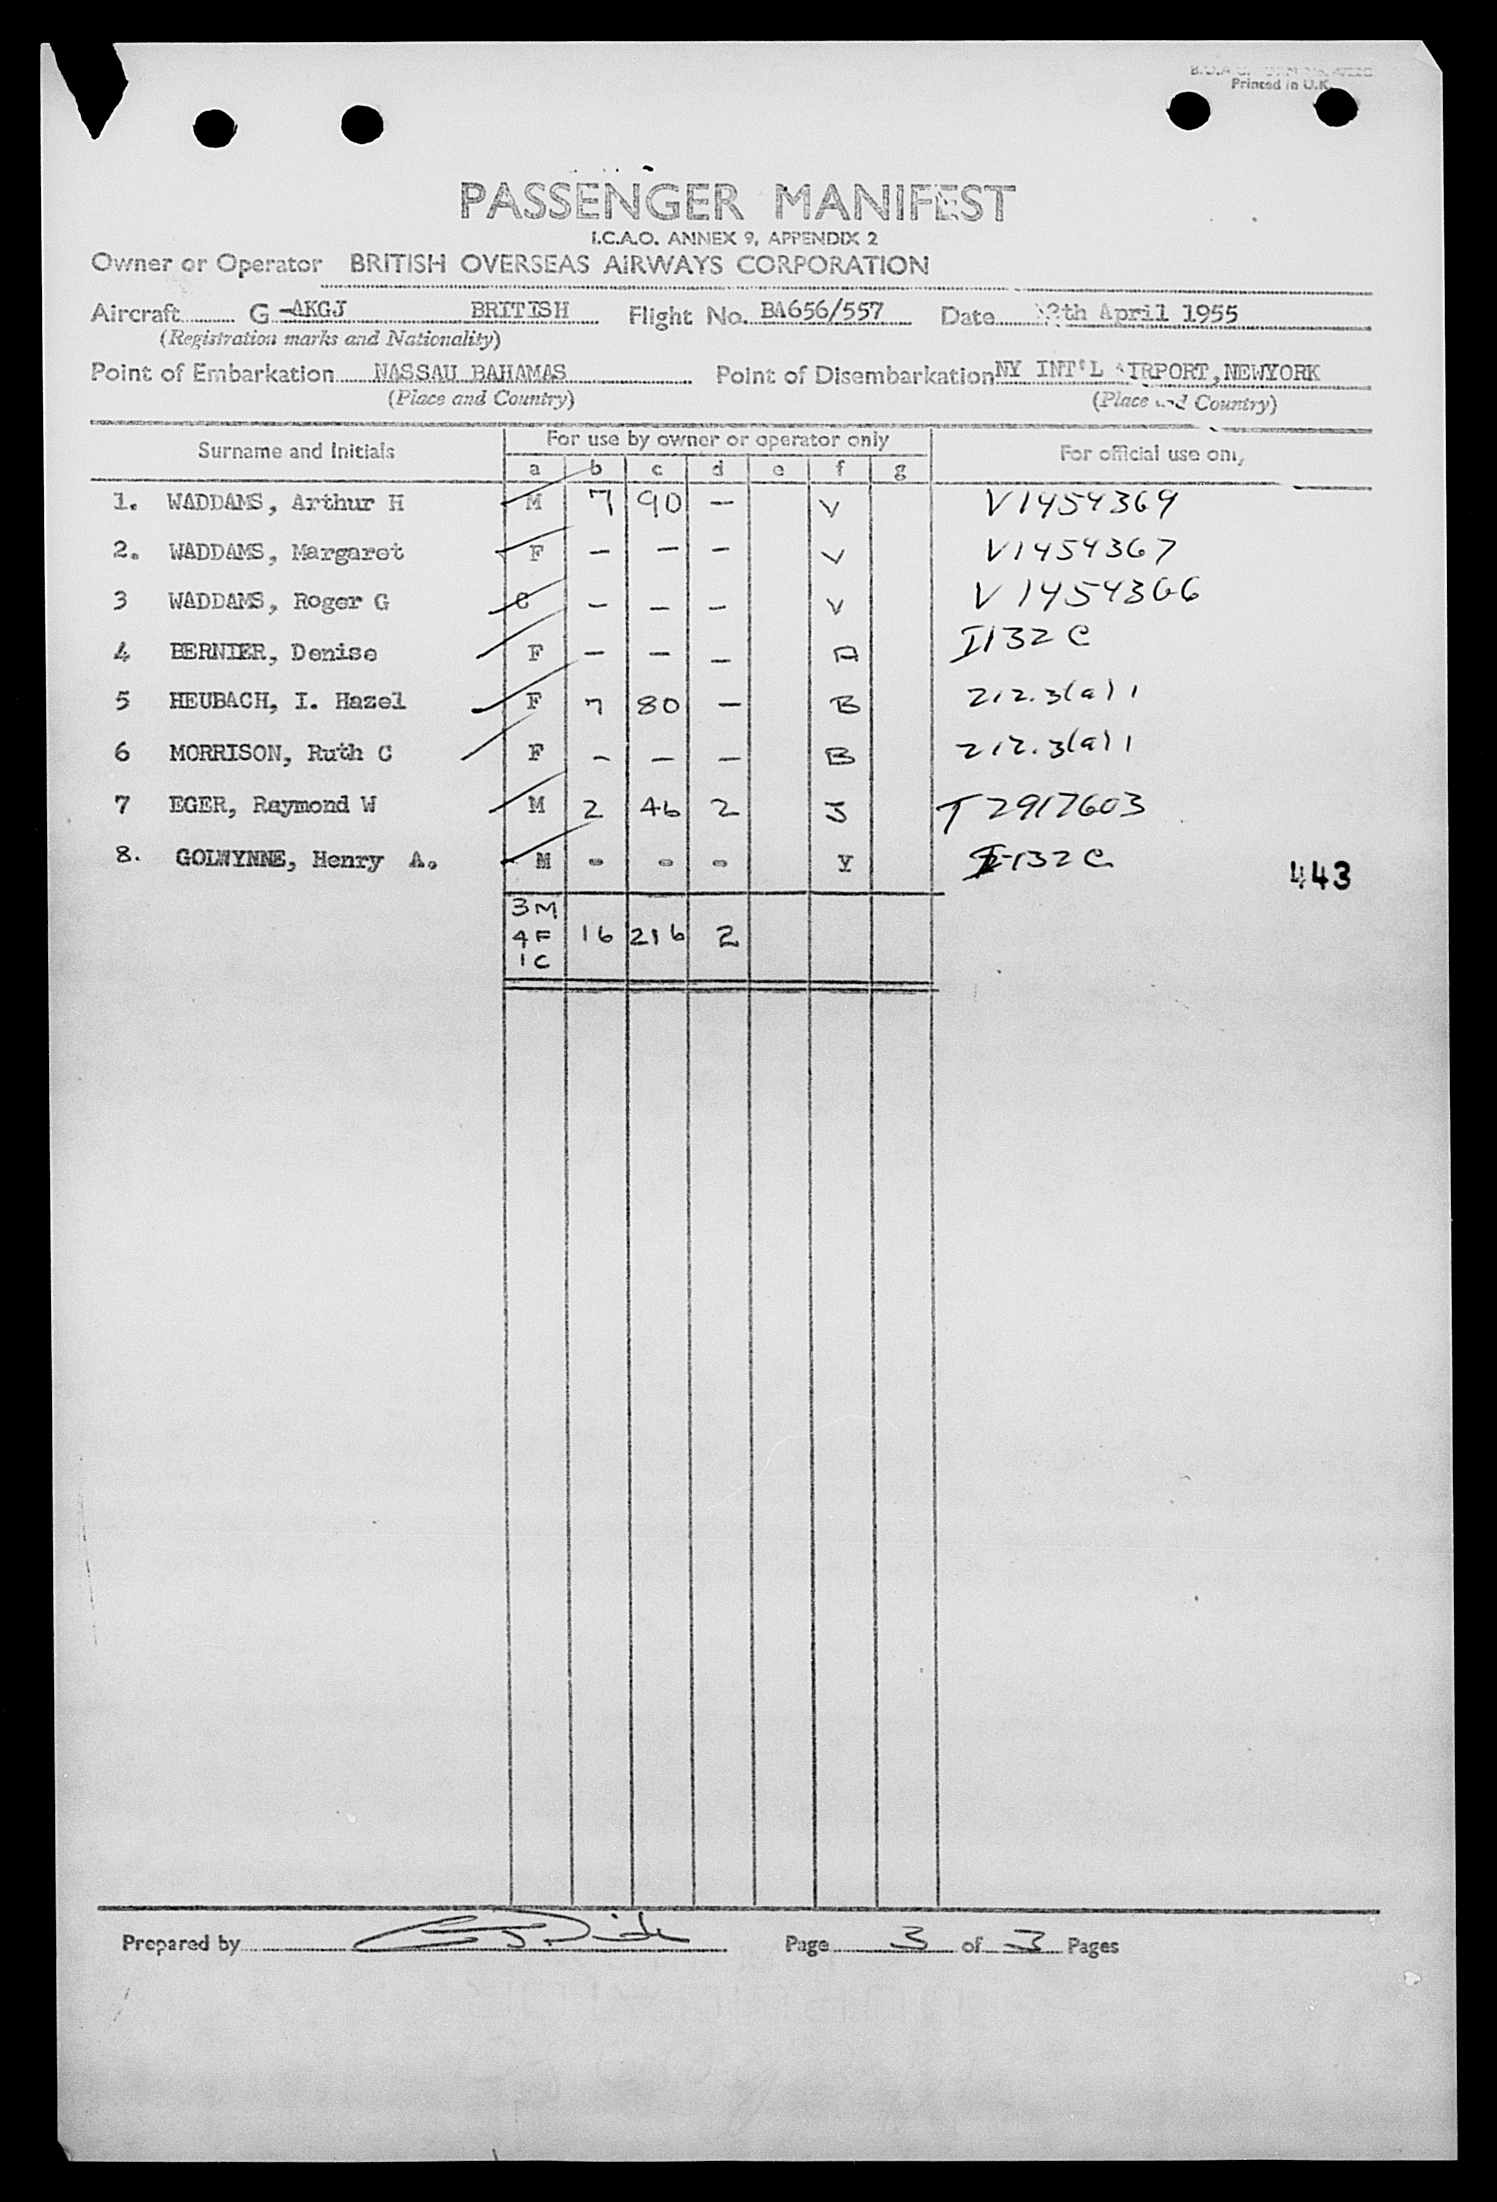 Printed in U.K.
PASSENGER MANIFEST
I.C.A.O. ANNEX 9, APPENDIX 2
Owner or Operator BRITISH OVERSEAS AIRWAYS CORPORATION
Aircraft G-AKGJ BRITISH Flight No. BA656/557 Date April 1955
(Registration marks and Nationality)
Point of Embarkation NASSAU BAHAMAS Point of Disembarkation NY INT'L AIRPORT, NEWYORK
(Place and Country) (Place and Country)
Surname and Initials For use by owner or operator only For official use only
a b c d e f g
1. WADDAMS, Arthur H M 7 90 — V V1454369
2. WADDAMS, Margaret F — — — V V1454367
3 WADDAMS, Roger G C — — — V V1454366
4 BERNIER, Denise F — — — A I132C
5 HEUBACH, I. Hazel F 7 80 — B 212.3(a)1
6 MORRISON, Ruth C F — — — B 212.3(a)1
7 EGER, Raymond W M 2 46 2 J T2917603
8. GOLWYNNE, Henry A. M - - - V I-132C
443
3M
4F 16 216 2
1C
Prepared by Page 3 of 3 Pages